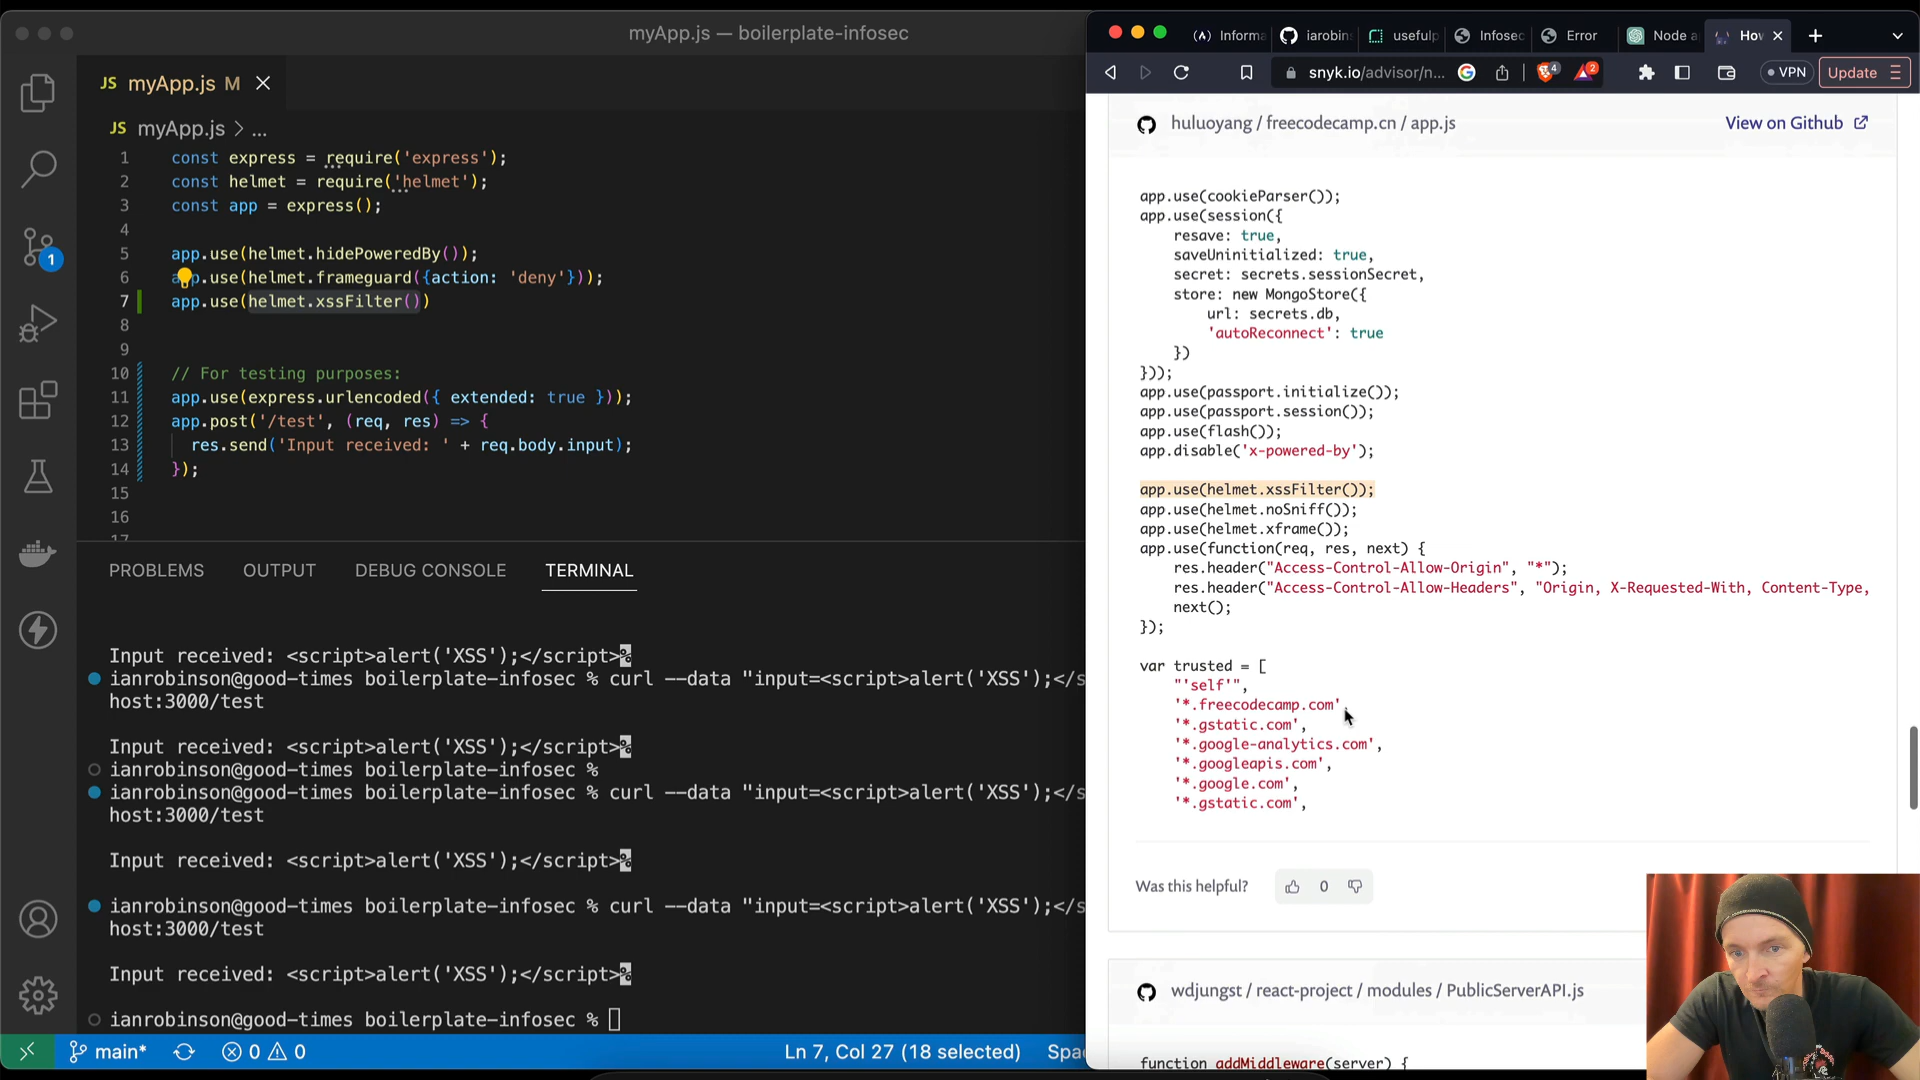 myApp.js — boilerplate-infosec
JS myApp.js M
JS myApp.js > ...
1 const express = require('express');
2 const helmet = require('helmet');
3 const app = express();
4
5 app.use(helmet.hidePoweredBy());
6 app.use(helmet.frameguard({action: 'deny'}));
7 app.use(helmet.xssFilter())
8
9
10 // For testing purposes:
11 app.use(express.urlencoded({ extended: true }));
12 app.post('/test', (req, res) => {
13 res.send('Input received: ' + req.body.input);
14 });
15
16
17
PROBLEMS OUTPUT DEBUG CONSOLE TERMINAL
Input received: <script>alert('XSS');</script>%
ianrobinson@good-times boilerplate-infosec % curl --data "input=<script>alert('XSS');</s
host:3000/test
Input received: <script>alert('XSS');</script>%
ianrobinson@good-times boilerplate-infosec %
ianrobinson@good-times boilerplate-infosec % curl --data "input=<script>alert('XSS');</s
host:3000/test
Input received: <script>alert('XSS');</script>%
ianrobinson@good-times boilerplate-infosec % curl --data "input=<script>alert('XSS');</s
host:3000/test
Input received: <script>alert('XSS');</script>%
ianrobinson@good-times boilerplate-infosec %
1
main* 0 0 Ln 7, Col 27 (18 selected) Spac
(A) Informa iarobins usefulp Infosec Error Node a How
snyk.io/advisor/n... 4 2 VPN Update
huluoyang / freecodecamp.cn / app.js View on Github
app.use(cookieParser());
app.use(session({
resave: true,
saveUninitialized: true,
secret: secrets.sessionSecret,
store: new MongoStore({
url: secrets.db,
'autoReconnect': true
})
}));
app.use(passport.initialize());
app.use(passport.session());
app.use(flash());
app.disable('x-powered-by');
app.use(helmet.xssFilter());
app.use(helmet.noSniff());
app.use(helmet.xframe());
app.use(function(req, res, next) {
res.header("Access-Control-Allow-Origin", "*");
res.header("Access-Control-Allow-Headers", "Origin, X-Requested-With, Content-Type,
next();
});
var trusted = [
"'self'",
'*.freecodecamp.com',
'*.gstatic.com',
'*.google-analytics.com',
'*.googleapis.com',
'*.google.com',
'*.gstatic.com',
Was this helpful? 0
wdjungst / react-project / modules / PublicServerAPI.js
function addMiddleware(server) {